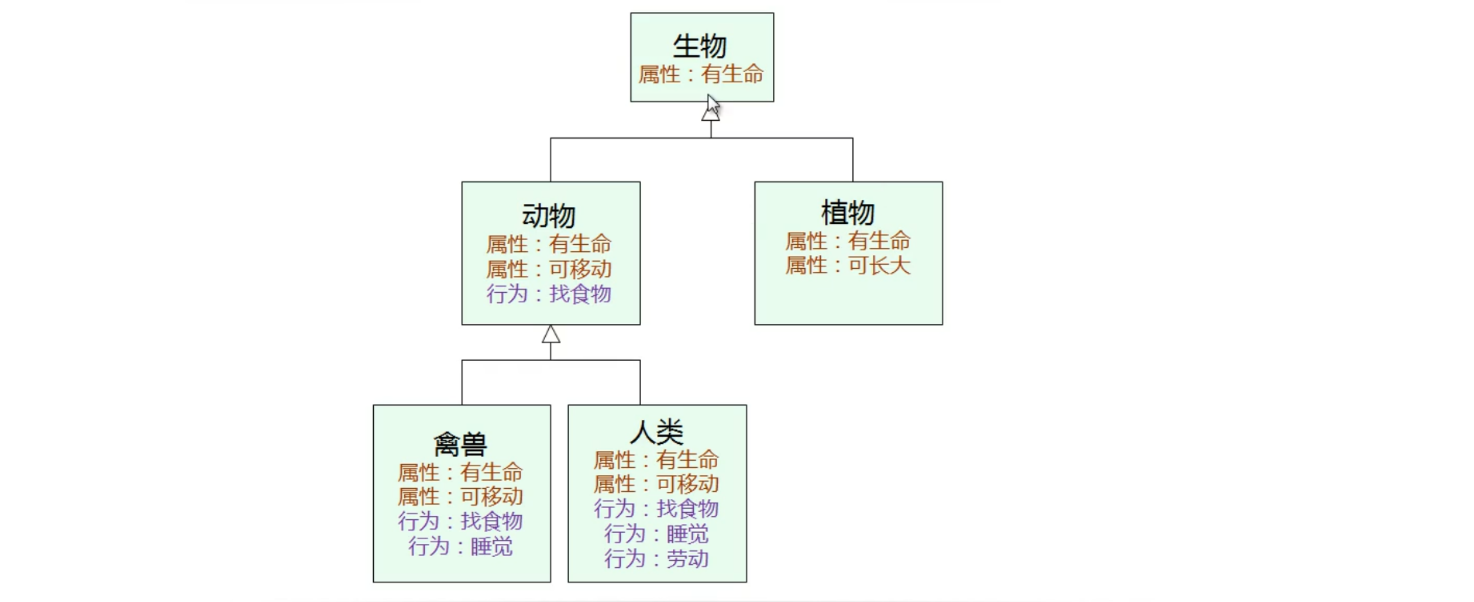 生物
属性：有生命
动物
属性：有生命
属性：可移动
行为：找食物
植物
属性：有生命
属性：可长大
禽兽
属性：有生命
属性：可移动
行为：找食物
行为：睡觉
人类
属性：有生命
属性：可移动
行为：找食物
行为：睡觉
行为：劳动